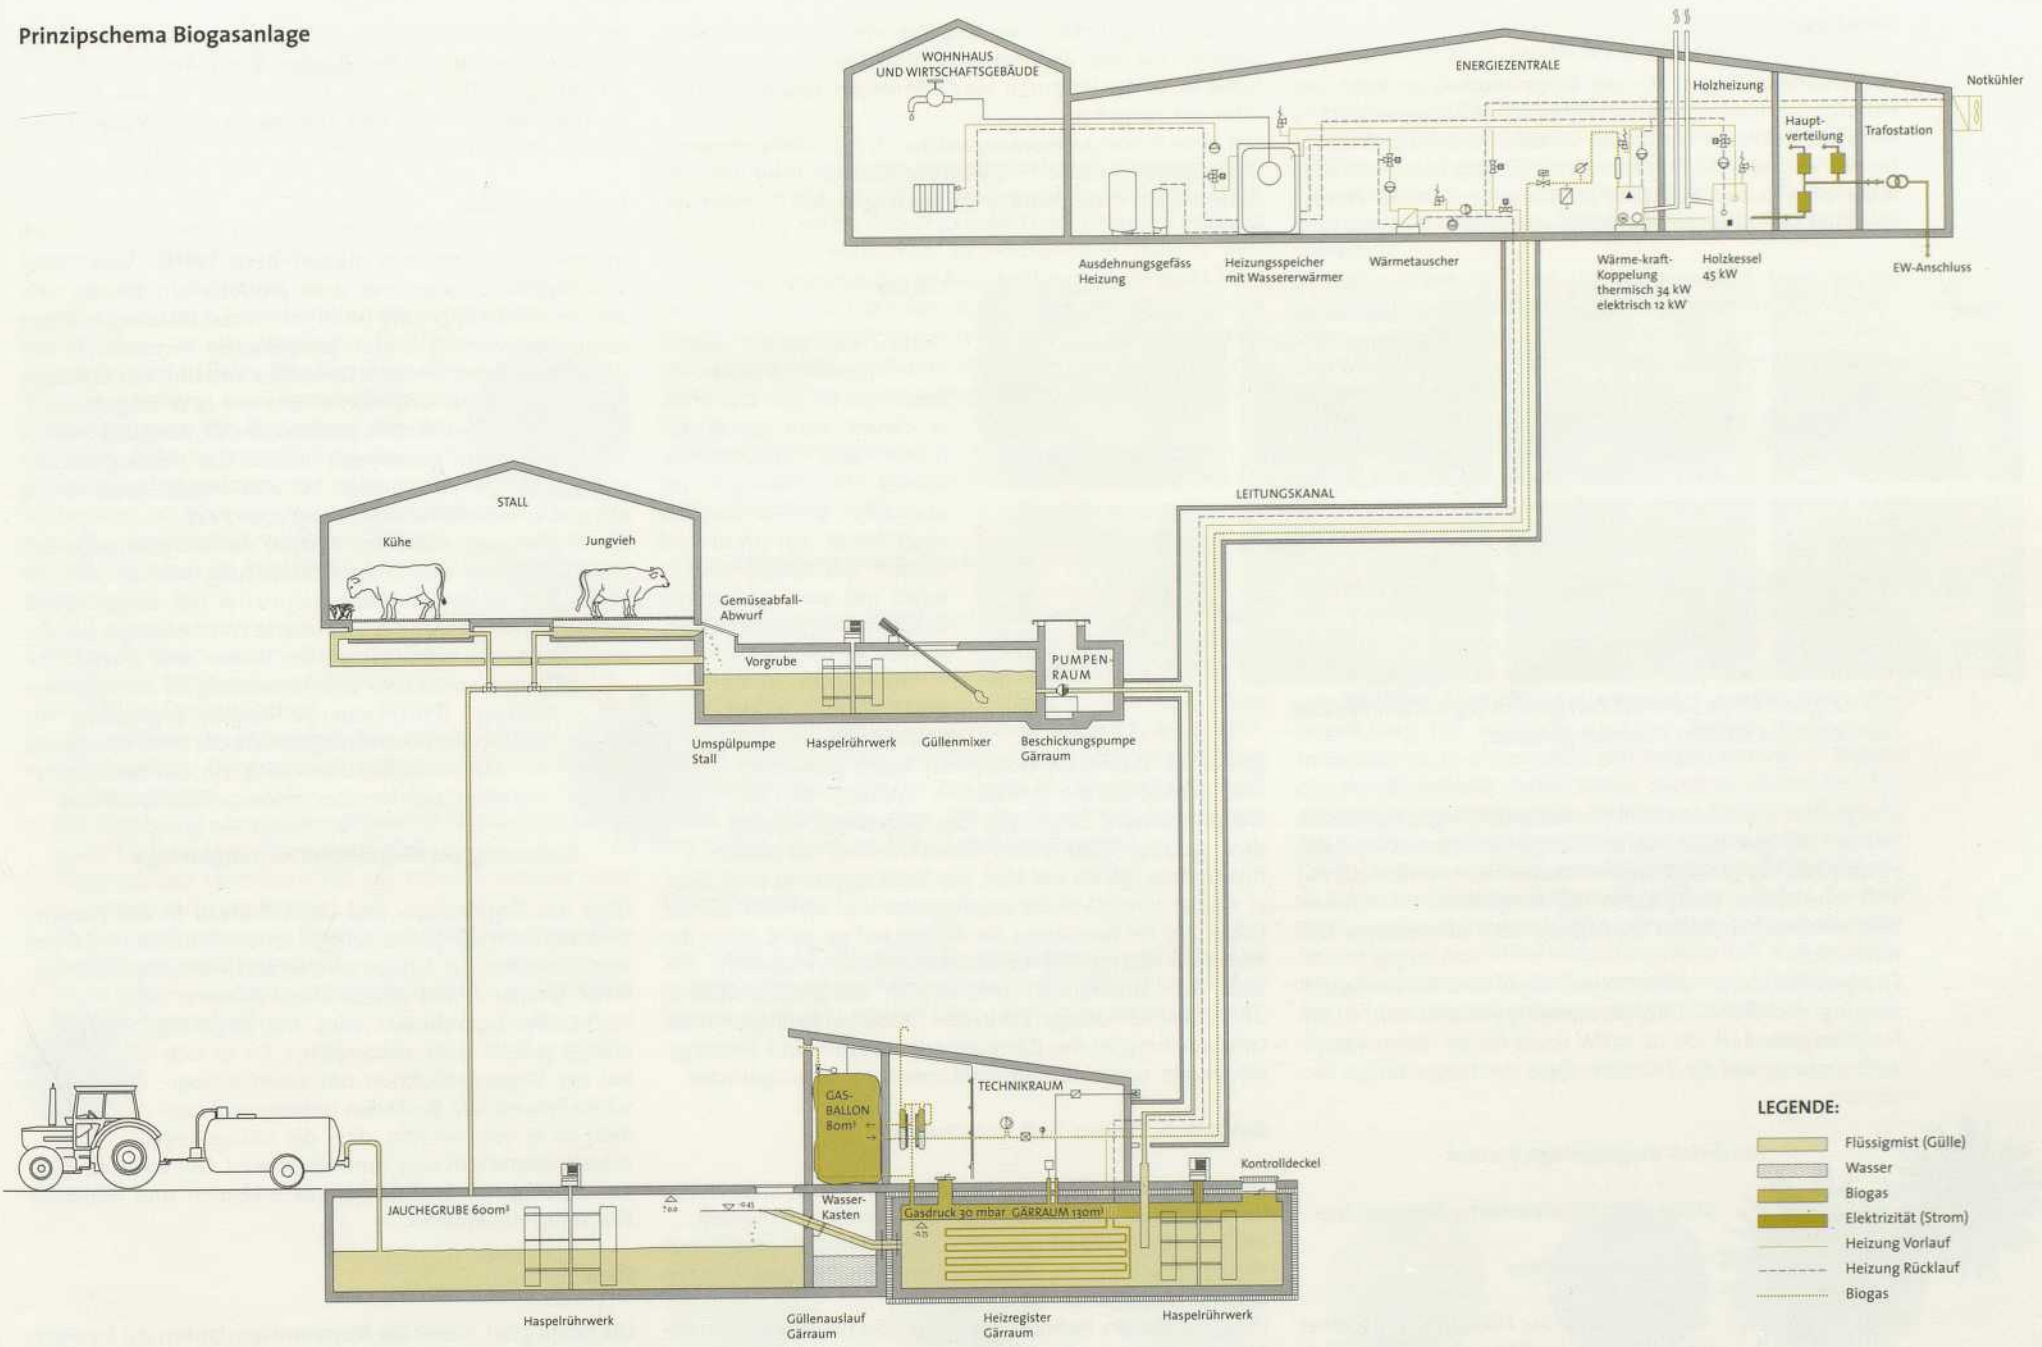 Prinzipschema Biogasanlage
WOHNHAUS
UND WIRTSCHAFTSGEBÄUDE
ENERGIEZENTRALE
Holzheizung
Notkühler
Haupt-
verteilung
Trafostation
Ausdehnungsgefäss
Heizung
Heizungsspeicher
mit Wassererwärmer
Wärmetauscher
Wärme-kraft-
Koppelung
thermisch 34 kW
elektrisch 12 kW
Holzkessel
45 kW
EW-Anschluss
LEITUNGSKANAL
STALL
Kühe
Jungvieh
Gemüseabfall-
Abwurf
Vorgrube
PUMPEN-
RAUM
Umspülpumpe
Stall
Haspelrührwerk
Güllenmixer
Beschickungspumpe
Gärraum
TECHNIKRAUM
GAS-
BALLON
80m³
Kontrolldeckel
JAUCHEGRUBE 600m³
-0.45
Wasser-
Kasten
Gasdruck 30 mbar GÄRRAUM 130m³
Haspelrührwerk
Güllenauslauf
Gärraum
Heizregister
Gärraum
Haspelrührwerk
LEGENDE:
Flüssigmist (Gülle)
Wasser
Biogas
Elektrizität (Strom)
Heizung Vorlauf
Heizung Rücklauf
Biogas